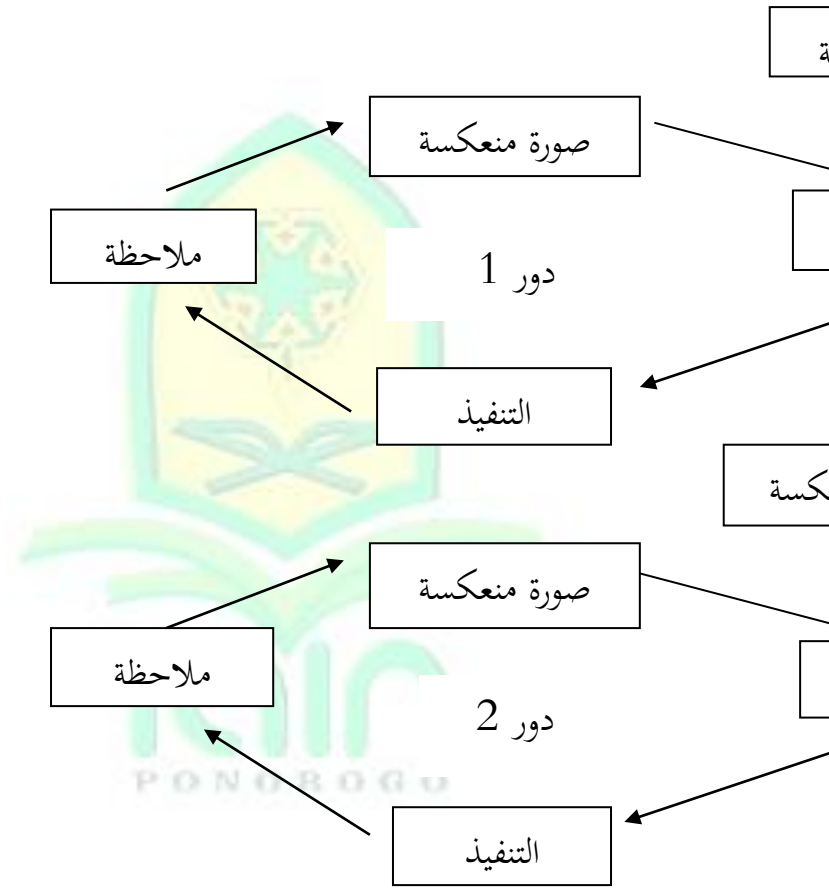 صورة منعكسة
ملاحظة
دور 1
التنفيذ
صورة منعكسة
ملاحظة
دور 2
التنفيذ
PONOROGO